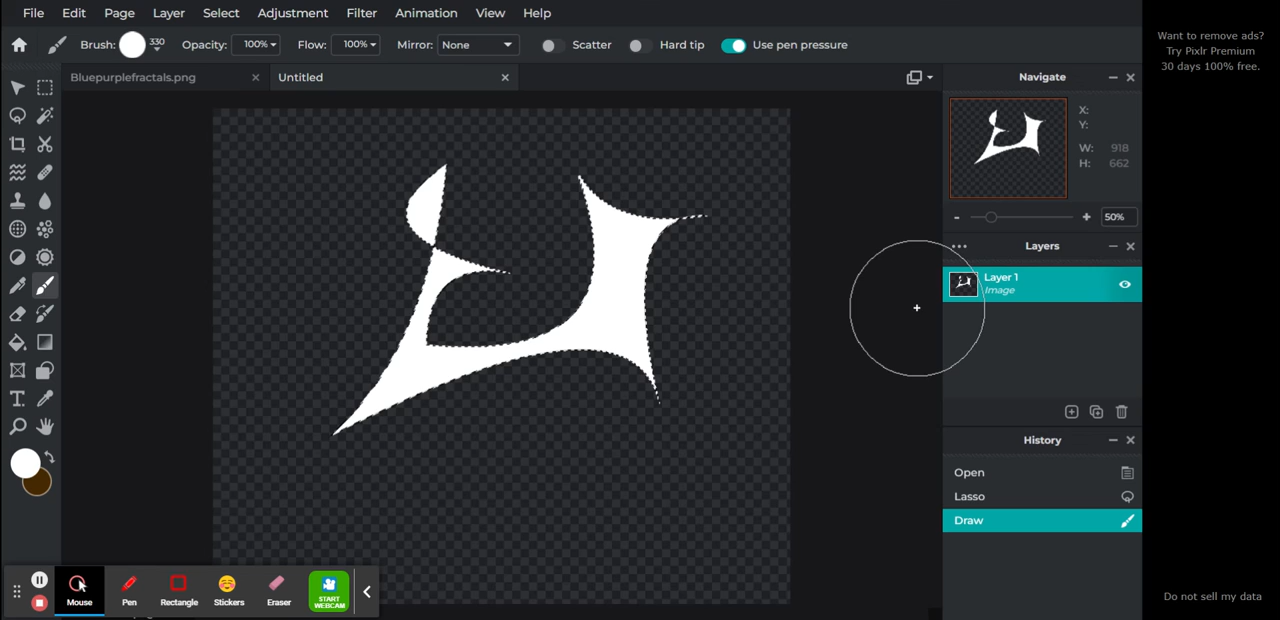 File Edit Page Layer Select Adjustment Filter Animation View Help
Brush: 330 Opacity: 100% Flow: 100% Mirror: None Scatter Hard tip Use pen pressure
Bluepurplefractals.png Untitled
Navigate
X:
Y:
W: 918
H: 662
- + 50%
Layers
Layer 1
Image
History
Open
Lasso
Draw
Mouse Pen Rectangle Stickers Eraser START WEBCAM
Want to remove ads?
Try Pixlr Premium
30 days 100% free.
Do not sell my data